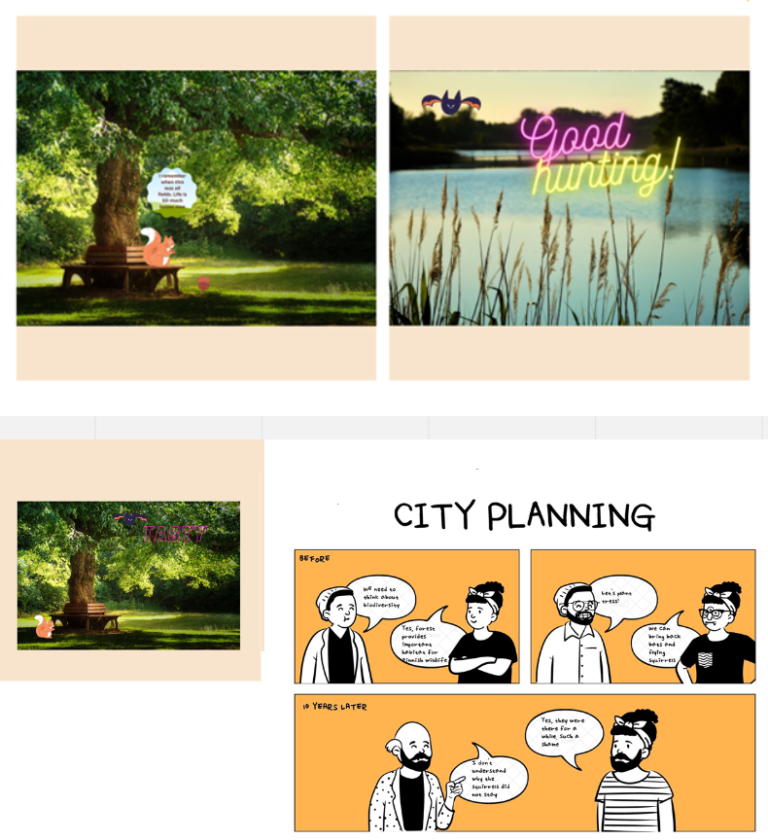 I remember
when this
was all
fields. Life is
so much
Good
hunting!
TASTY
CITY PLANNING
BEFORE
We need to
think about
biodiversity
Yes, forest
provides
important
habitat for
Finnish wildlife
Let's plant
trees!
We can
bring back
bats and
flying
squirrels
10 YEARS LATER
I don't
understand
why the
squirrels did
not stay
Yes, they were
there for a
while, such a
shame